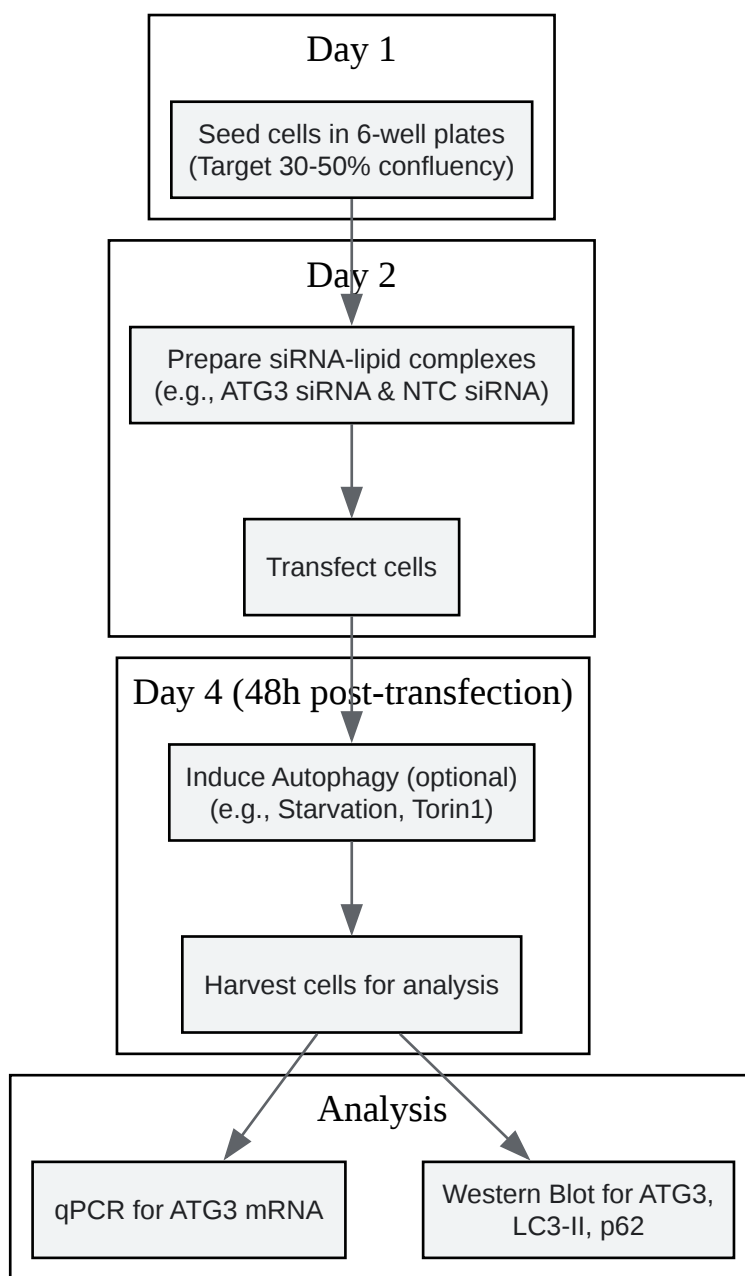 Day 1
Seed cells in 6-well plates
(Target 30-50% confluency)
Day 2
Prepare siRNA-lipid complexes
(e.g., ATG3 siRNA & NTC siRNA)
Transfect cells
Day 4 (48h post-transfection)
Induce Autophagy (optional)
(e.g., Starvation, Torin1)
Harvest cells for analysis
Analysis
qPCR for ATG3 mRNA
Western Blot for ATG3,
LC3-II, p62